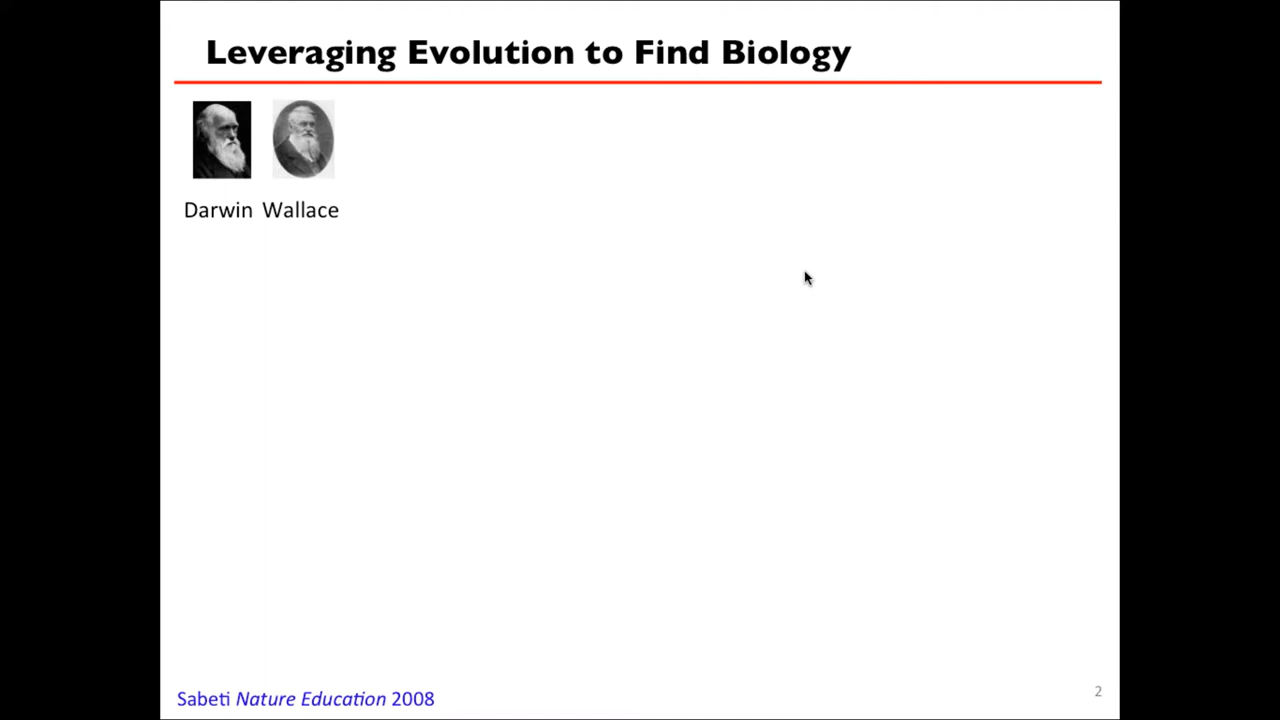 Leveraging Evolution to Find Biology
Darwin Wallace
Sabeti Nature Education 2008
2